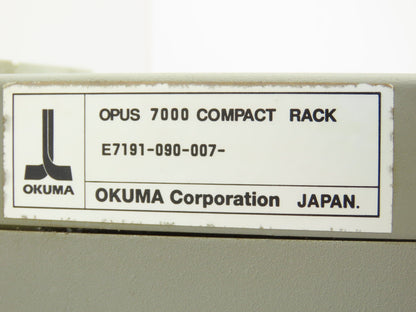 OPUS 7000 COMPACT RACK
E7191-090-007-
OKUMA
OKUMA Corporation JAPAN.